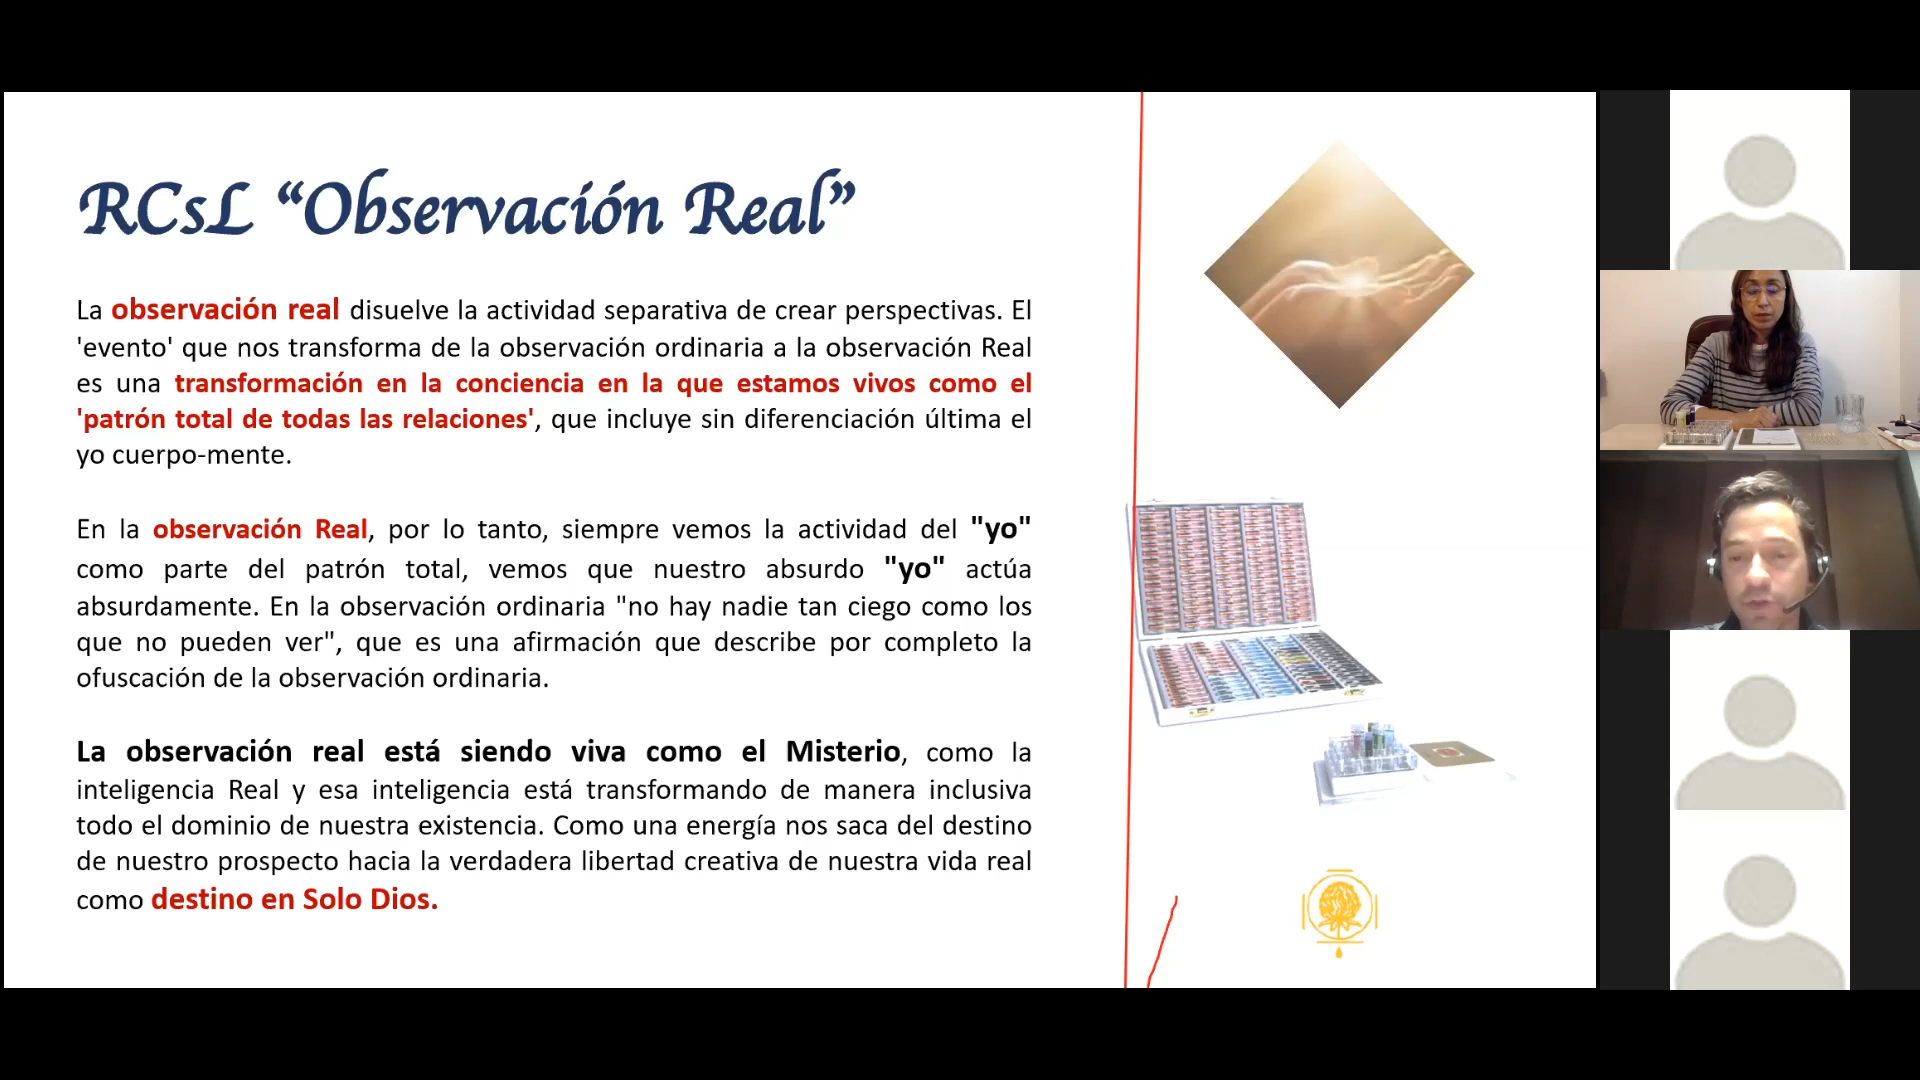 RCsL “Observación Real”
La observación real disuelve la actividad separativa de crear perspectivas. El
'evento' que nos transforma de la observación ordinaria a la observación Real
es una transformación en la conciencia en la que estamos vivos como el
'patrón total de todas las relaciones', que incluye sin diferenciación última el
yo cuerpo-mente.
En la observación Real, por lo tanto, siempre vemos la actividad del "yo"
como parte del patrón total, vemos que nuestro absurdo "yo" actúa
absurdamente. En la observación ordinaria "no hay nadie tan ciego como los
que no pueden ver", que es una afirmación que describe por completo la
ofuscación de la observación ordinaria.
La observación real está siendo viva como el Misterio, como la
inteligencia Real y esa inteligencia está transformando de manera inclusiva
todo el dominio de nuestra existencia. Como una energía nos saca del destino
de nuestro prospecto hacia la verdadera libertad creativa de nuestra vida real
como destino en Solo Dios.